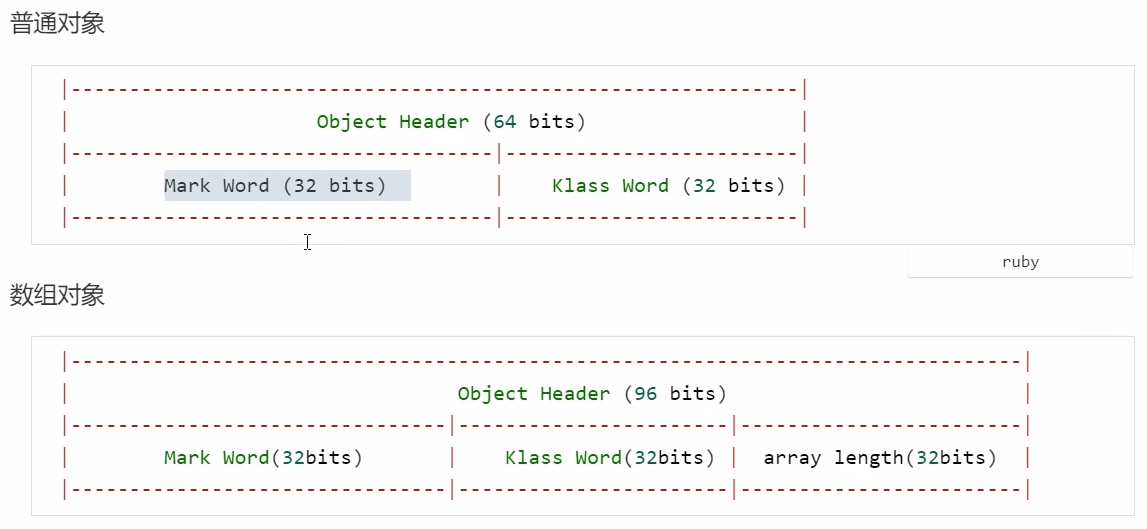 普通对象
|--------------------------------------------------------------|
| Object Header (64 bits) |
|------------------------------------|-------------------------|
| Mark Word (32 bits) | Klass Word (32 bits) |
|------------------------------------|-------------------------|
ruby
数组对象
|---------------------------------------------------------------------------------|
| Object Header (96 bits) |
|--------------------------------|-----------------------|------------------------|
| Mark Word(32bits) | Klass Word(32bits) | array length(32bits) |
|--------------------------------|-----------------------|------------------------|